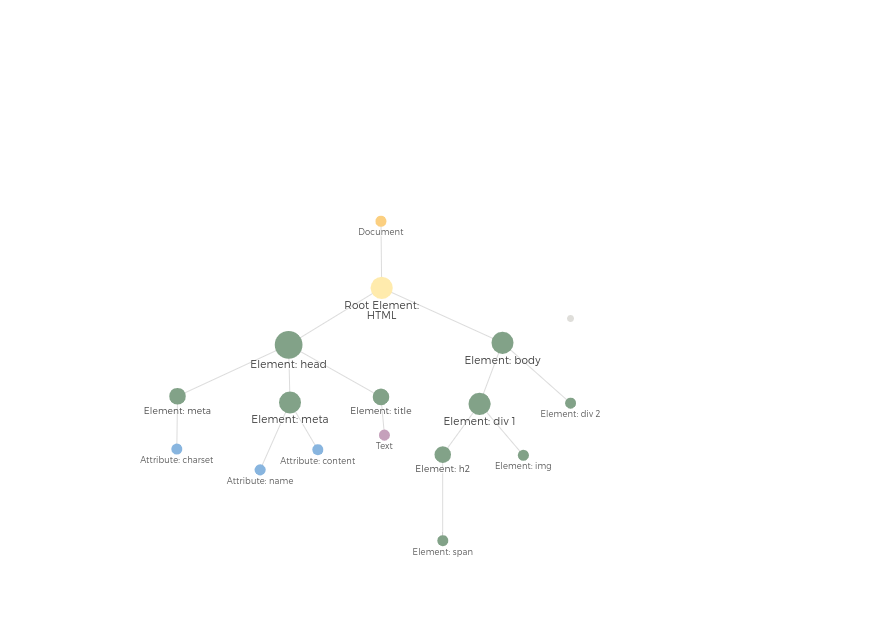 Document
Root Element:
HTML
Element: head
Element: body
Element: meta
Element: meta
Element: title
Element: div 1
Element: div 2
Attribute: charset
Attribute: name
Attribute: content
Text
Element: h2
Element: img
Element: span